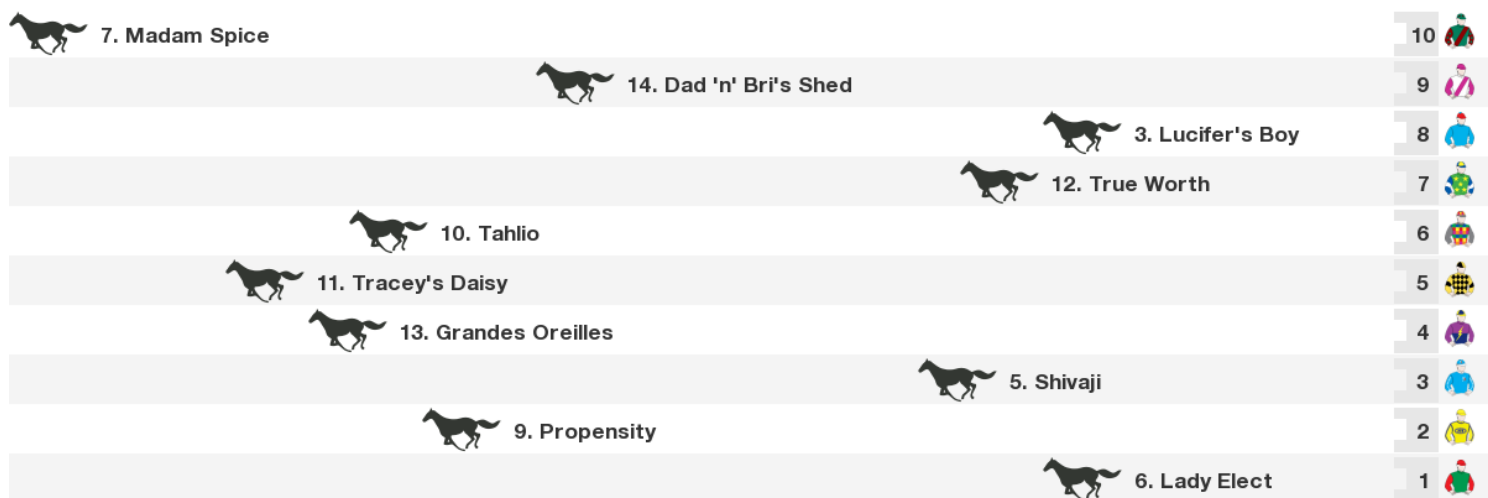 7. Madam Spice 10
14. Dad 'n' Bri's Shed 9
3. Lucifer's Boy 8
12. True Worth 7
10. Tahlio 6
11. Tracey's Daisy 5
13. Grandes Oreilles 4
5. Shivaji 3
9. Propensity 2
6. Lady Elect 1